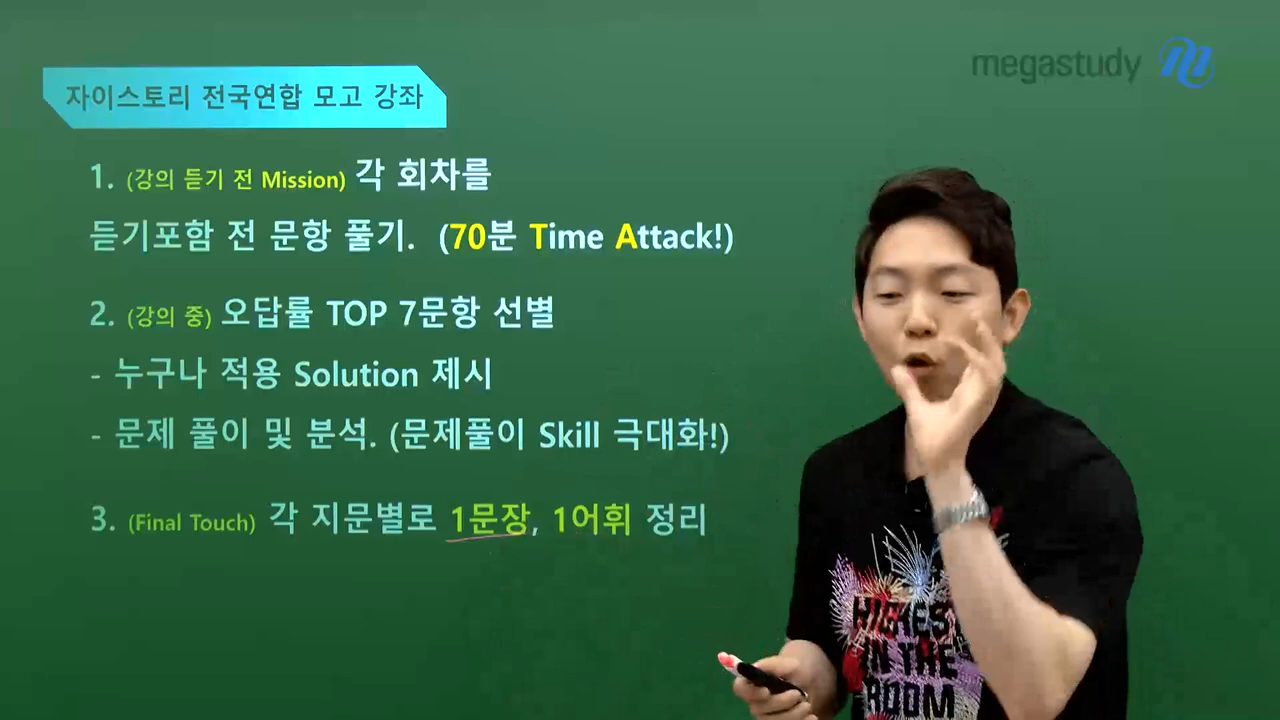 megastudy
자이스토리 전국연합 모고 강좌
1. (강의 듣기 전 Mission) 각 회차를
듣기포함 전 문항 풀기. (70분 Time Attack!)
2. (강의 중) 오답률 TOP 7문항 선별
- 누구나 적용 Solution 제시
- 문제 풀이 및 분석. (문제풀이 Skill 극대화!)
3. (Final Touch) 각 지문별로 1문장, 1어휘 정리
HIGHEST
IN THE
ROOM